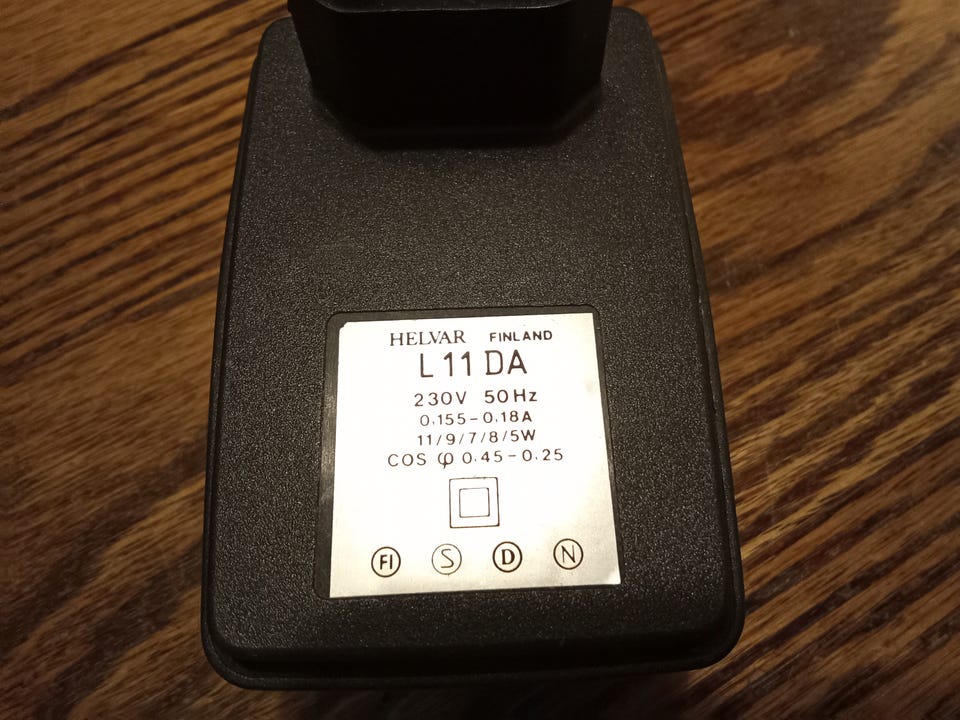 HELVAR FINLAND
L 11 DA
230V 50Hz
0,155-0,18A
11/9/7/8/5W
COS φ 0,45-0,25
FI S D N